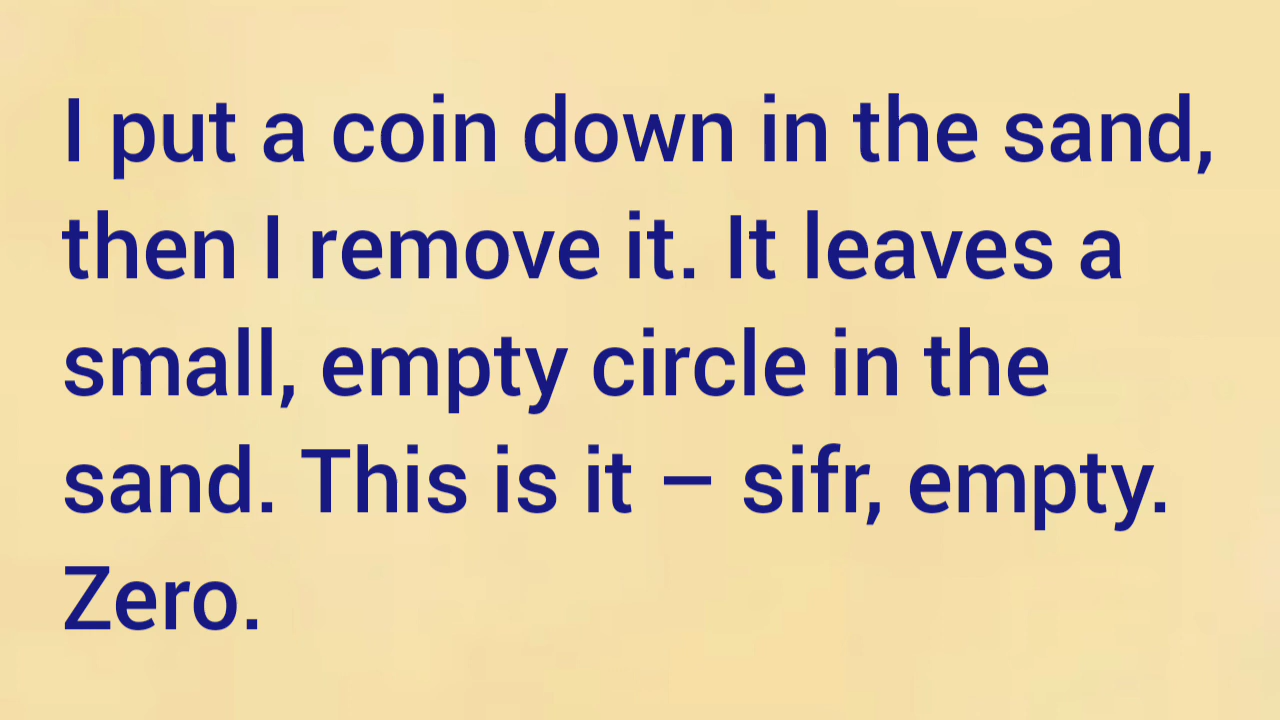 I put a coin down in the sand,
then I remove it. It leaves a
small, empty circle in the
sand. This is it – sifr, empty.
Zero.